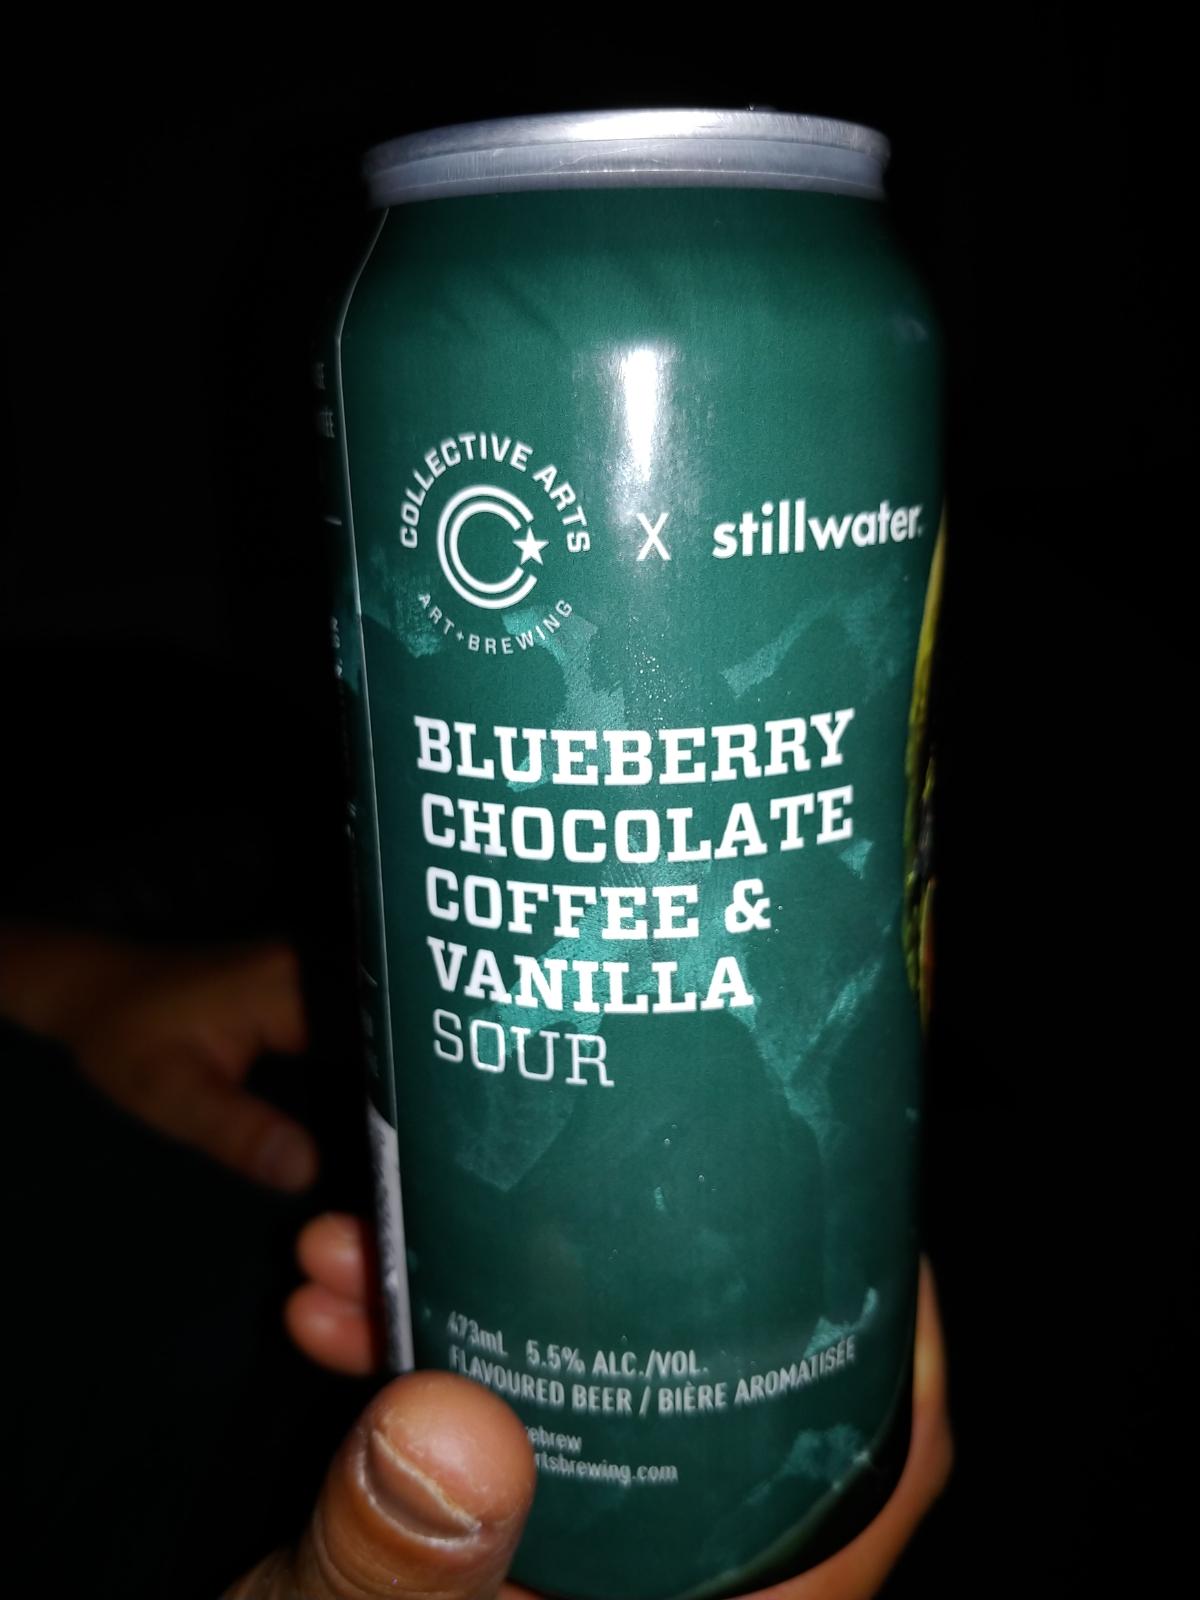 COLLECTIVE ARTS
ART + BREWING
X
stillwater
BLUEBERRY
CHOCOLATE
COFFEE &
VANILLA
SOUR
473mL 5.5% ALC./VOL.
FLAVOURED BEER / BIÈRE AROMATISÉE